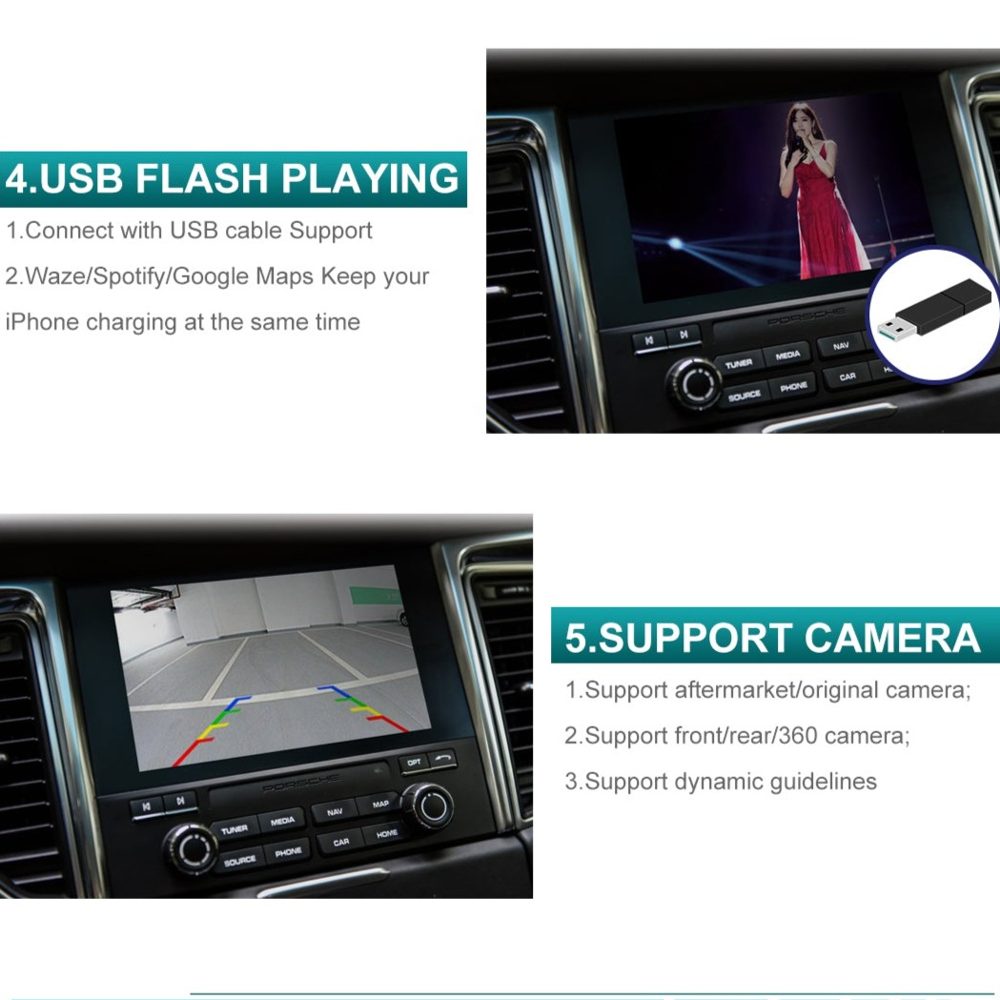 4.USB FLASH PLAYING
1.Connect with USB cable Support
2.Waze/Spotify/Google Maps Keep your
iPhone charging at the same time
PORSCHE
TUNER MEDIA NAV
SOURCE PHONE CAR
5.SUPPORT CAMERA
1.Support aftermarket/original camera;
2.Support front/rear/360 camera;
3.Support dynamic guidelines
PORSCHE
OPT
TUNER MEDIA NAV MAP
SOURCE PHONE CAR HOME